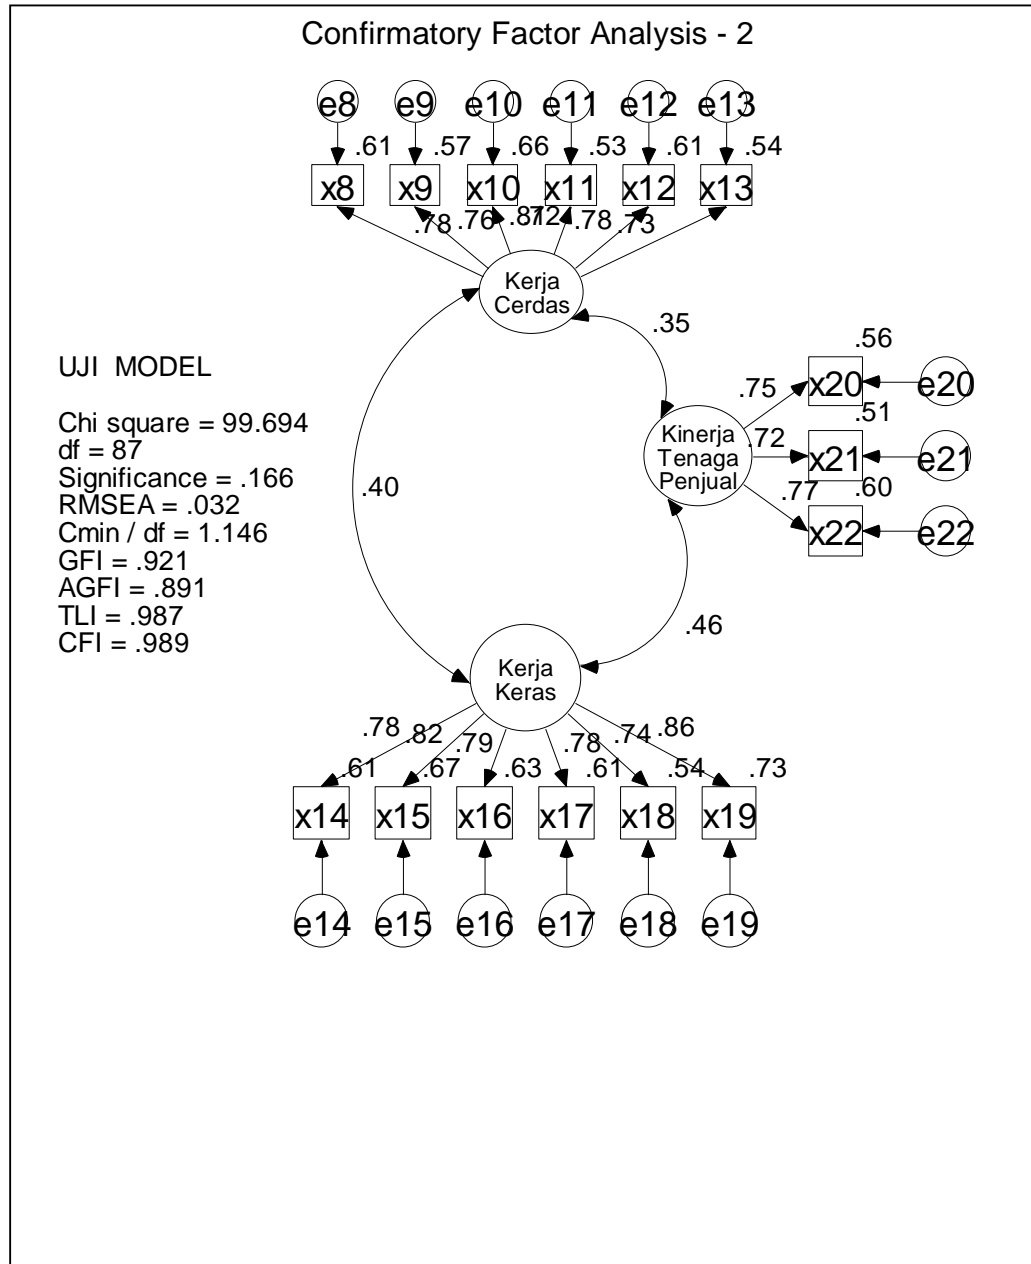 Confirmatory Factor Analysis - 2
e8 e9 e10 e11 e12 e13
.61 .57 .66 .53 .61 .54
x8 x9 x10 x11 x12 x13
.78 .76 .81 .72 .78 .73
Kerja
Cerdas
.35
.40
UJI MODEL
Chi square = 99.694
df = 87
Significance = .166
RMSEA = .032
Cmin / df = 1.146
GFI = .921
AGFI = .891
TLI = .987
CFI = .989
Kinerja
Tenaga
Penjual
.56
.75 x20 e20
.51
.72 x21 e21
.60
.77 x22 e22
.46
Kerja
Keras
.78 .82 .79 .78 .74 .86
.61 .67 .63 .61 .54 .73
x14 x15 x16 x17 x18 x19
e14 e15 e16 e17 e18 e19